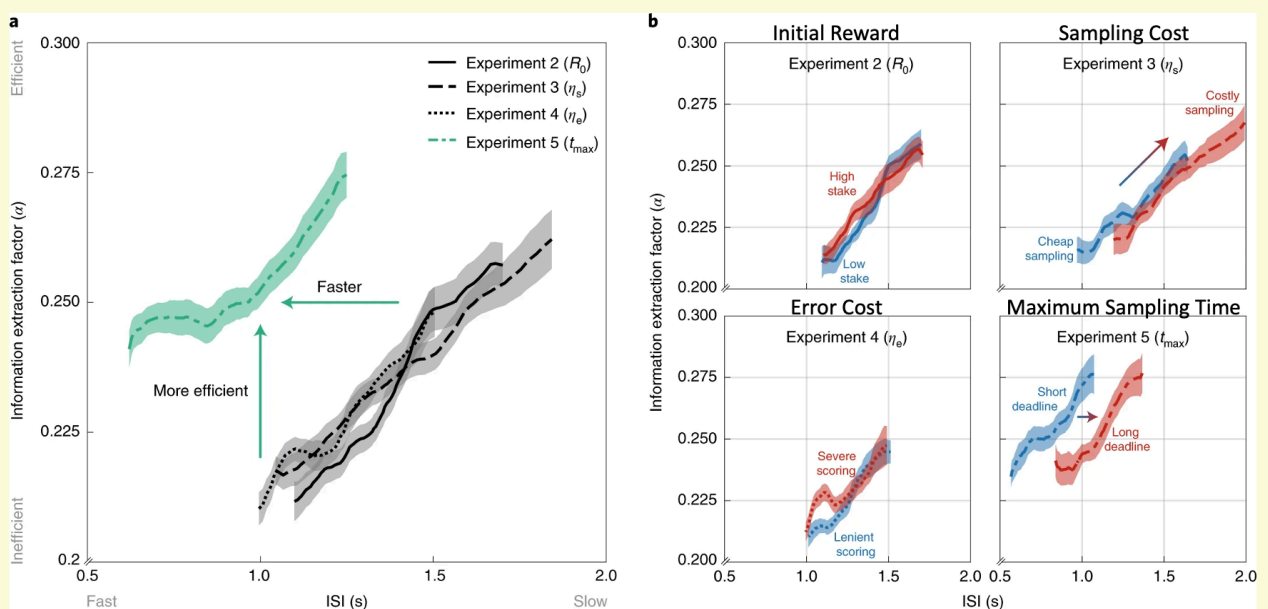 a
Efficient
Inefficient
Information extraction factor (α)
0.300
0.275
0.250
0.225
0.2
Experiment 2 (R₀)
Experiment 3 (ηₛ)
Experiment 4 (ηₑ)
Experiment 5 (tₘₐₓ)
Faster
More efficient
0.5
1.0
1.5
2.0
Fast
ISI (s)
Slow
b
Information extraction factor (α)
Initial Reward
Experiment 2 (R₀)
0.300
0.275
0.250
0.225
0.200
High
stake
Low
stake
Sampling Cost
Experiment 3 (ηₛ)
Costly
sampling
Cheap
sampling
Error Cost
Experiment 4 (ηₑ)
0.300
0.275
0.250
0.225
0.200
Severe
scoring
Lenient
scoring
0.5
1.0
1.5
2.0
Maximum Sampling Time
Experiment 5 (tₘₐₓ)
Short
deadline
Long
deadline
0.5
1.0
1.5
2.0
ISI (s)